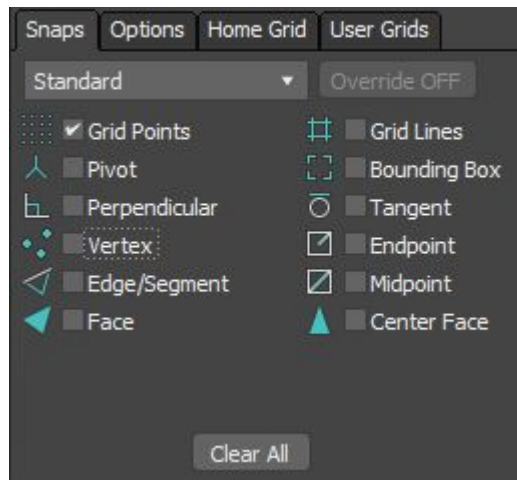 Snaps Options Home Grid User Grids
Standard Override OFF
Grid Points Grid Lines
Pivot Bounding Box
Perpendicular Tangent
Vertex Endpoint
Edge/Segment Midpoint
Face Center Face
Clear All